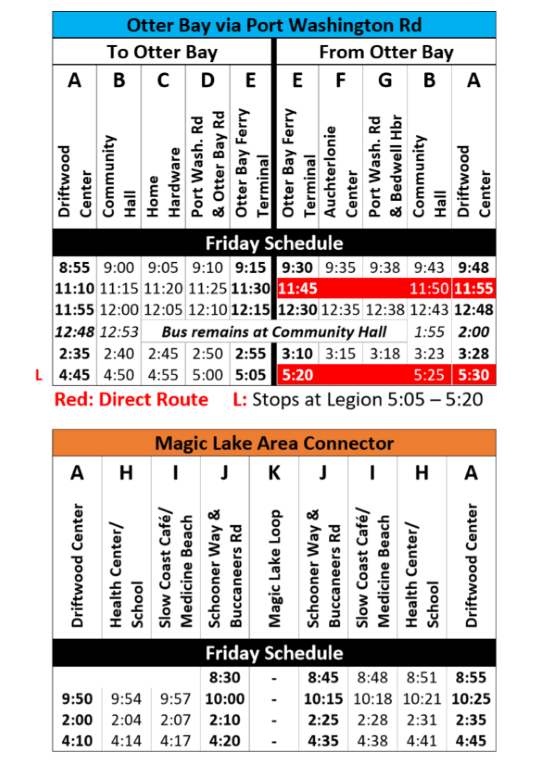 Otter Bay via Port Washington Rd
To Otter Bay From Otter Bay
A B C D E E F G B A
Driftwood Center
Community Hall
Home Hardware
Port Wash. Rd & Otter Bay Rd
Otter Bay Ferry Terminal
Otter Bay Ferry Terminal
Auchterlonie Center
Port Wash. Rd & Bedwell Hbr
Community Hall
Driftwood Center
Friday Schedule
8:55 9:00 9:05 9:10 9:15 9:30 9:35 9:38 9:43 9:48
11:10 11:15 11:20 11:25 11:30 11:45 11:50 11:55
11:55 12:00 12:05 12:10 12:15 12:30 12:35 12:38 12:43 12:48
12:48 12:53 Bus remains at Community Hall 1:55 2:00
2:35 2:40 2:45 2:50 2:55 3:10 3:15 3:18 3:23 3:28
L 4:45 4:50 4:55 5:00 5:05 5:20 5:25 5:30
Red: Direct Route L: Stops at Legion 5:05 – 5:20
Magic Lake Area Connector
A H I J K J I H A
Driftwood Center
Health Center/ School
Slow Coast Café/ Medicine Beach
Schooner Way & Buccaneers Rd
Magic Lake Loop
Schooner Way & Buccaneers Rd
Slow Coast Café/ Medicine Beach
Health Center/ School
Driftwood Center
Friday Schedule
8:30 - 8:45 8:48 8:51 8:55
9:50 9:54 9:57 10:00 - 10:15 10:18 10:21 10:25
2:00 2:04 2:07 2:10 - 2:25 2:28 2:31 2:35
4:10 4:14 4:17 4:20 - 4:35 4:38 4:41 4:45